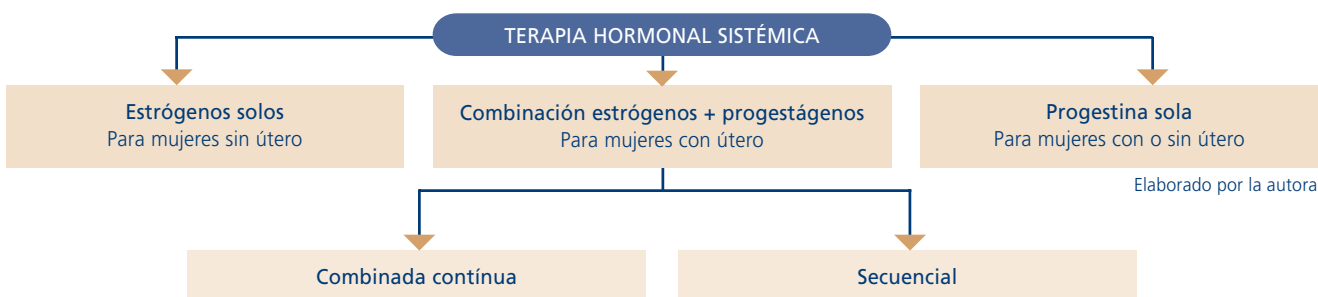 TERAPIA HORMONAL SISTÉMICA
Estrógenos solos
Para mujeres sin útero
Combinación estrógenos + progestágenos
Para mujeres con útero
Progestina sola
Para mujeres con o sin útero
Elaborado por la autora
Combinada contínua
Secuencial